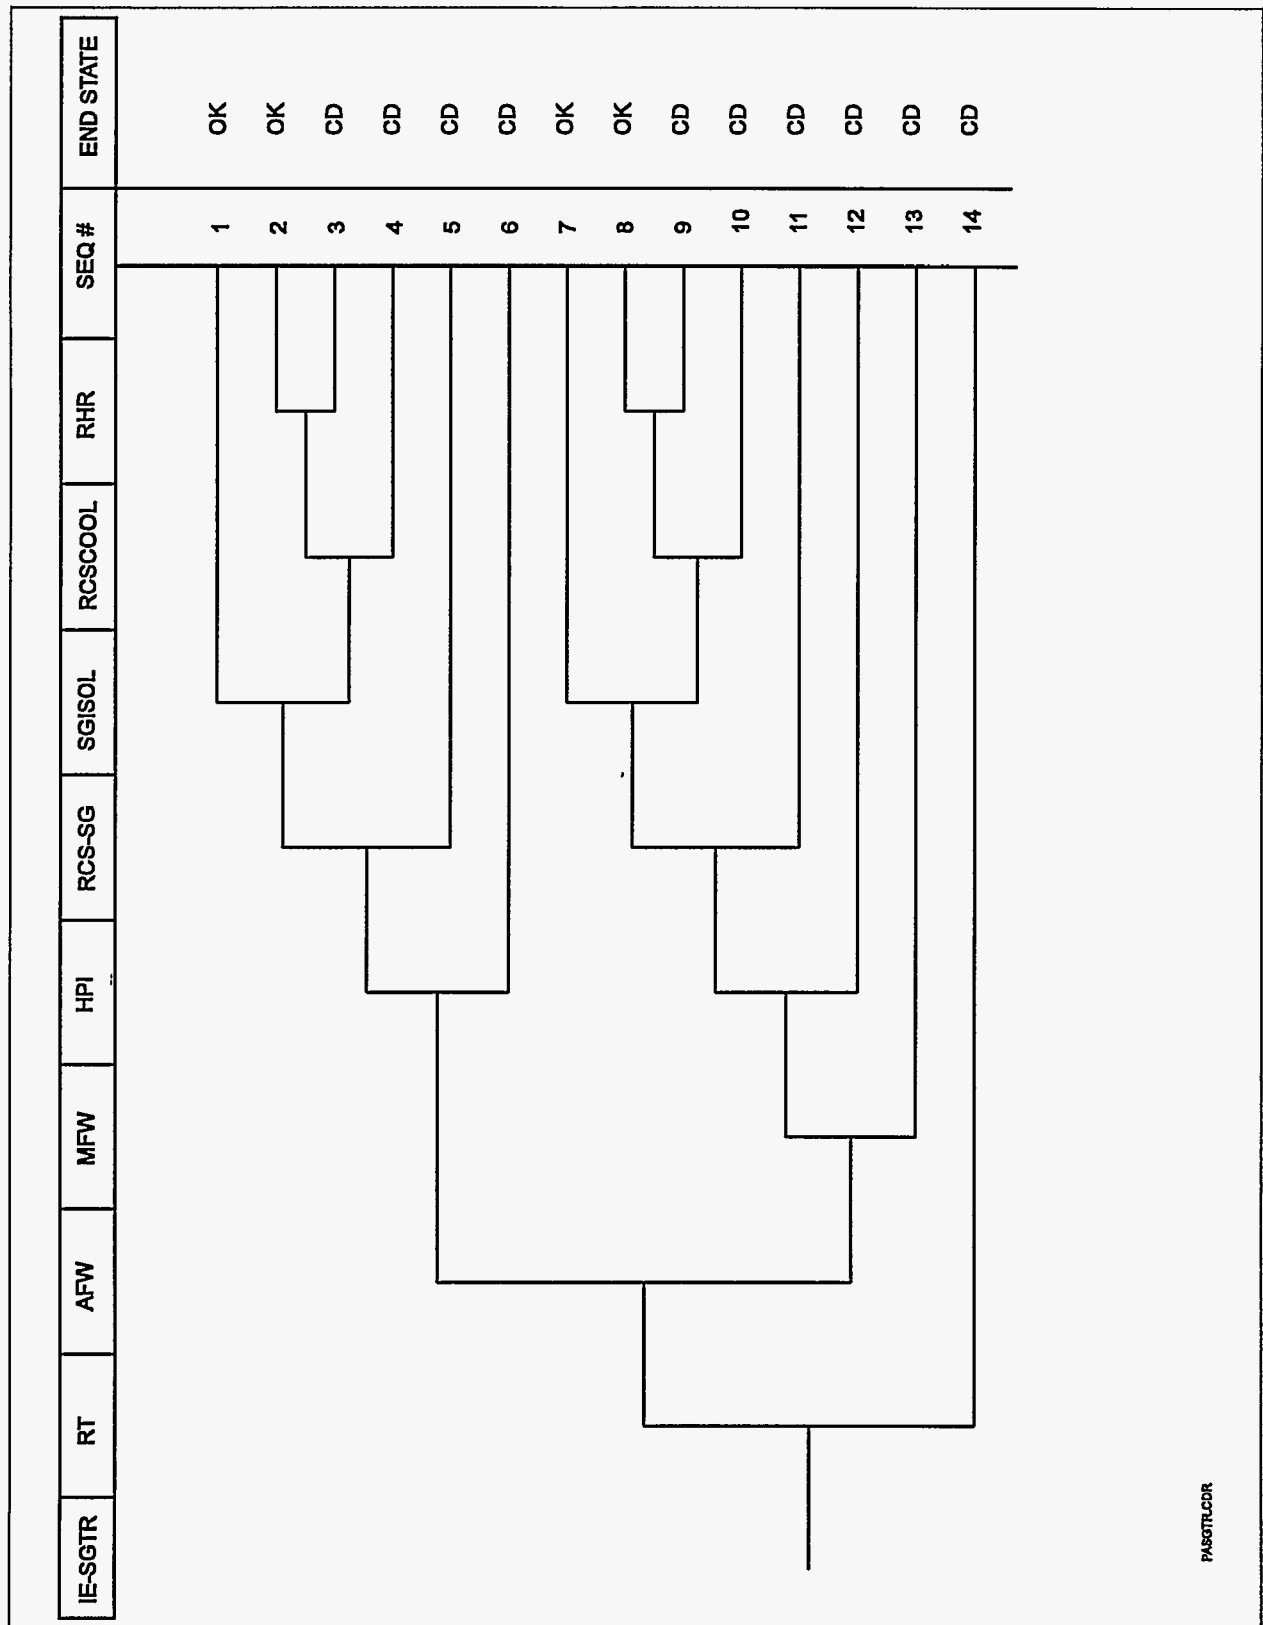 IE-SGTR RT AFW MFW HPI RCS-SG SGISOL RCSCOOL RHR SEQ # END STATE
1 OK
2 OK
3 CD
4 CD
5 CD
6 CD
7 OK
8 OK
9 CD
10 CD
11 CD
12 CD
13 CD
14 CD
PASGTR.CDR